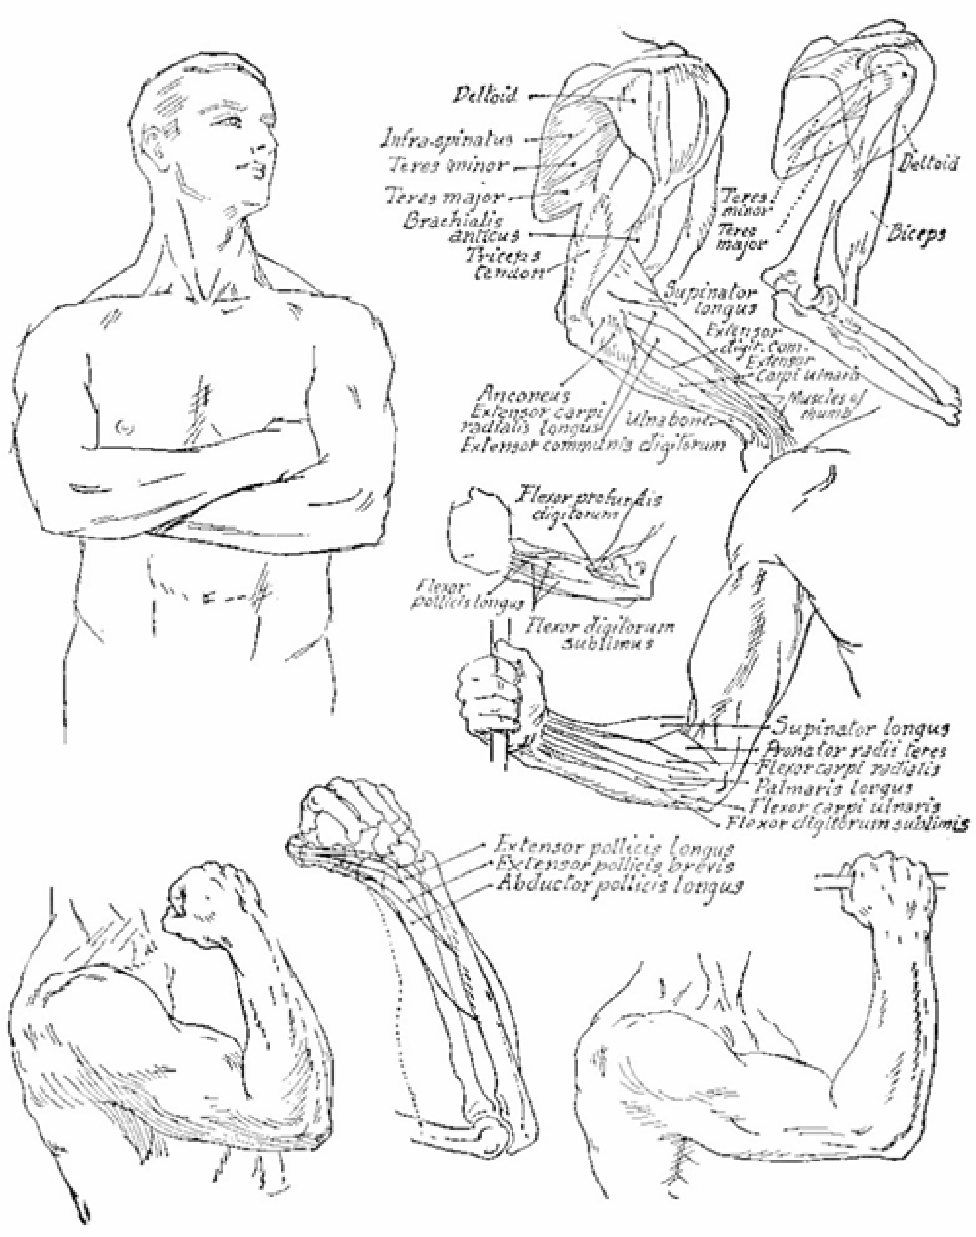 Deltoid
Infra-spinatus
Teres minor
Teres major
Brachialis
anticus
Triceps
tendon
Teres
minor
Teres
major
Deltoid
Biceps
Supinator
longus
Extensor
digit. com.
Extensor
Carpi ulnaris
Muscles of
thumb
Anconeus
Extensor carpi
radialis longus
Extensor communis digitorum
Ulna bone
Flexor profundis
digitorum
Flexor
pollicis longus
Flexor digitorum
sublimus
Supinator longus
Pronator radii teres
Flexor carpi radialis
Palmaris longus
Flexor carpi ulnaris
Flexor digitorum sublimis
Extensor pollicis longus
Extensor pollicis brevis
Abductor pollicis longus